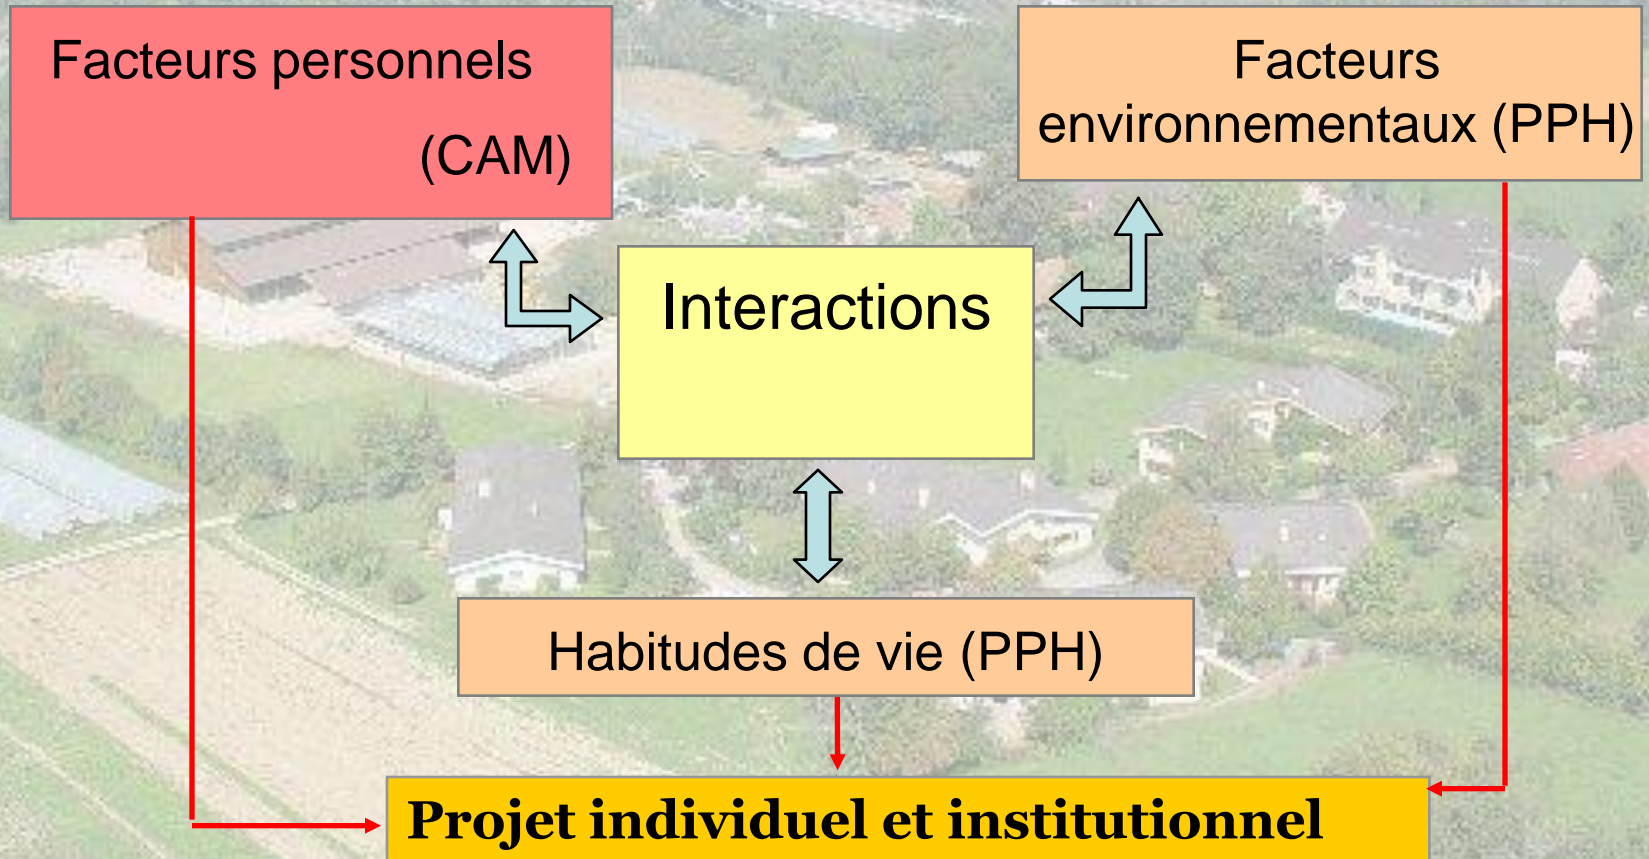 Facteurs personnels
(CAM)
Facteurs
environnementaux (PPH)
Interactions
Habitudes de vie (PPH)
Projet individuel et institutionnel